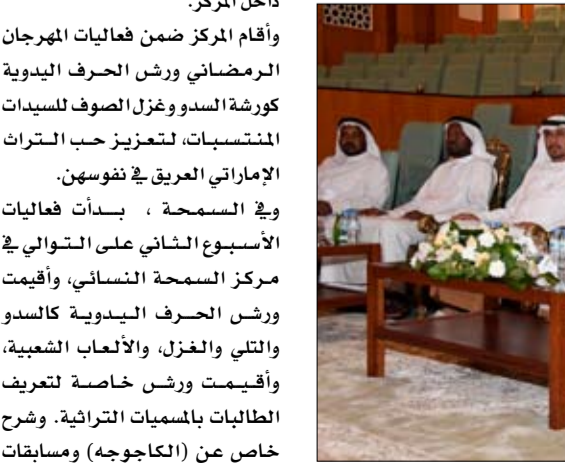 داخل المركز.
وأقام المركز ضمن فعاليات المهرجان
الرمضاني ورش الحرف اليدوية
كورشة السدو وغزل الصوف للسيدات
المنتسبات، لتعزيز حب التراث
الإماراتي العريق في نفوسهن.
وفي السمحة ، بدأت فعاليات
الأسبوع الثاني على التوالي في
مركز السمحة النسائي، وأقيمت
ورش الحرف اليدوية كالسدو
والتلي والغزل، والألعاب الشعبية،
وأقيمت ورش خاصة لتعريف
الطالبات بالمسميات التراثية. وشرح
خاص عن (الكاجوجه) ومسابقات